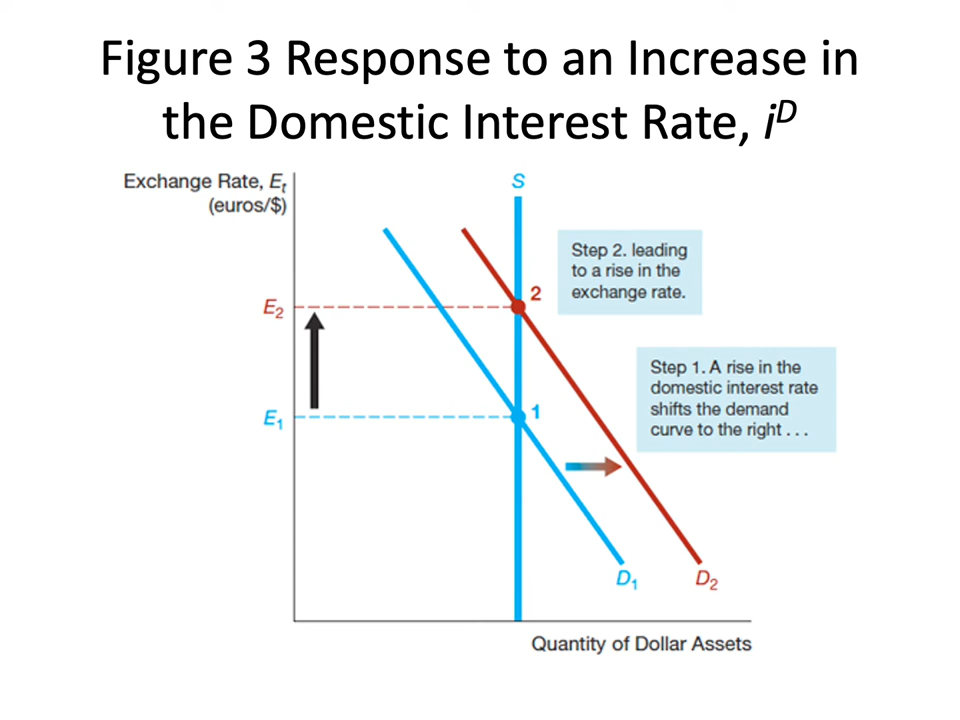 Figure 3 Response to an Increase in
the Domestic Interest Rate, iᴰ
Exchange Rate, Eₜ
(euros/$)
S
Step 2. leading
to a rise in the
exchange rate.
2
E₂
Step 1. A rise in the
domestic interest rate
shifts the demand
curve to the right . . .
1
E₁
D₁
D₂
Quantity of Dollar Assets